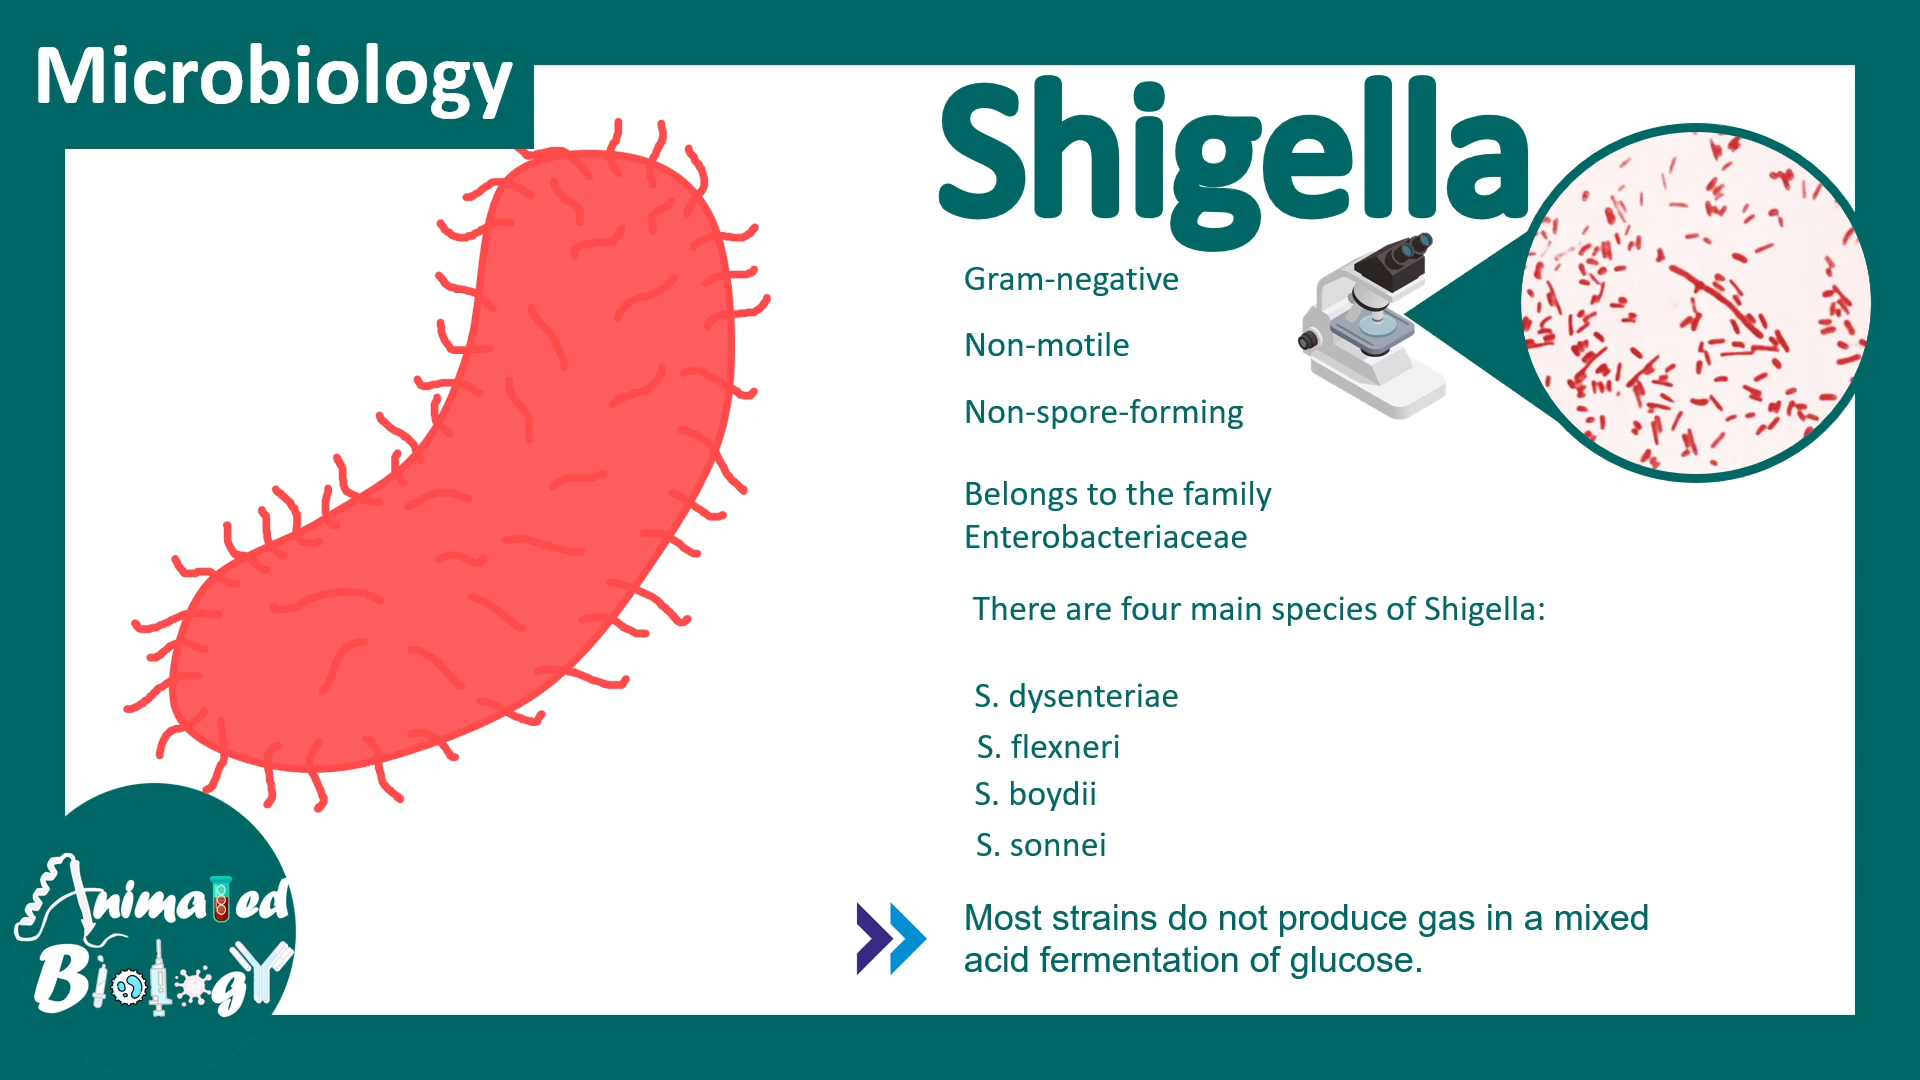 Microbiology
Shigella
Gram-negative
Non-motile
Non-spore-forming
Belongs to the family
Enterobacteriaceae
There are four main species of Shigella:
S. dysenteriae
S. flexneri
S. boydii
S. sonnei
Most strains do not produce gas in a mixed
acid fermentation of glucose.
Animated
Biology